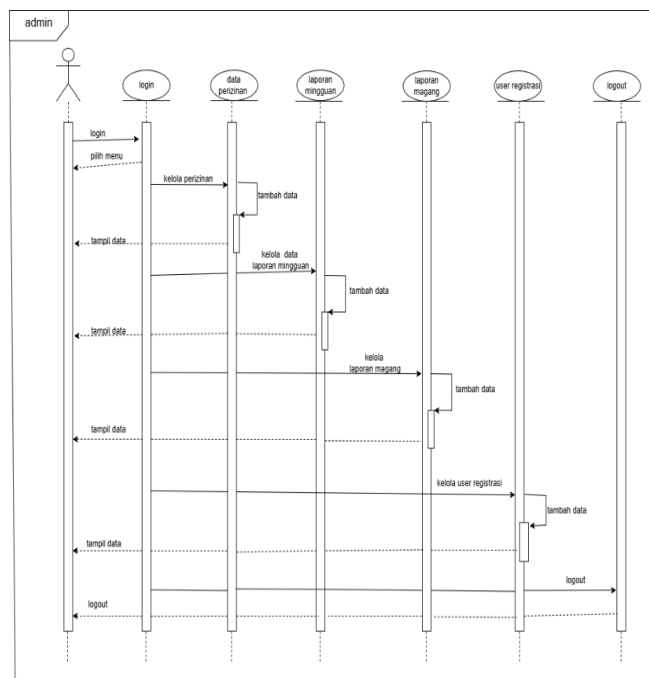 admin
login
data
perizinan
laporan
mingguan
laporan
magang
user registrasi
logout
login
pilih menu
kelola perizinan
tambah data
tampil data
kelola data
laporan mingguan
tambah data
tampil data
kelola
laporan magang
tambah data
tampil data
kelola user registrasi
tambah data
tampil data
logout
logout